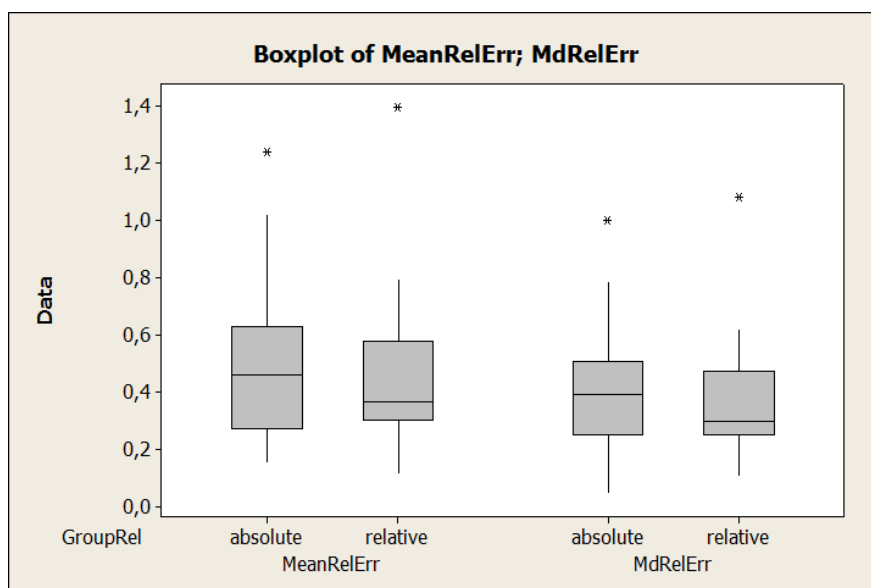 Boxplot of MeanRelErr; MdRelErr
1,4
1,2
1,0
0,8
0,6
0,4
0,2
0,0
Data
GroupRel absolute relative absolute relative
MeanRelErr MdRelErr